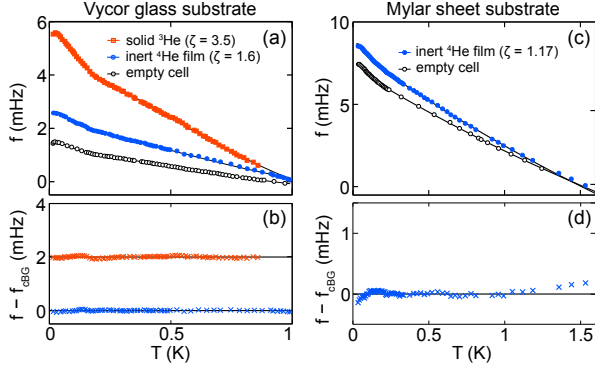 Vycor glass substrate
Mylar sheet substrate
solid ³He (ζ = 3.5)
inert ⁴He film (ζ = 1.6)
empty cell
(a)
6
4
2
0
f (mHz)
inert ⁴He film (ζ = 1.17)
empty cell
(c)
10
5
0
f (mHz)
(b)
4
2
0
f − fcBG (mHz)
0
0.5
1
T (K)
(d)
1
0
f − fcBG (mHz)
0
0.5
1
1.5
T (K)